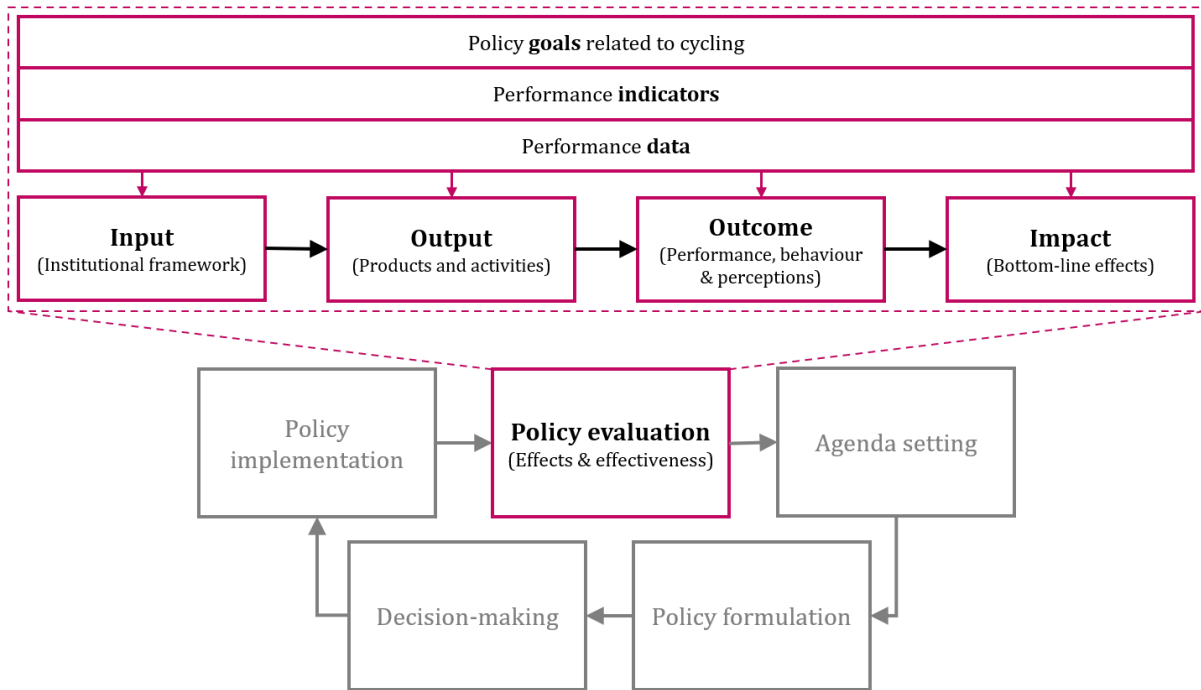 Policy goals related to cycling
Performance indicators
Performance data
Input
(Institutional framework)
Output
(Products and activities)
Outcome
(Performance, behaviour
& perceptions)
Impact
(Bottom-line effects)
Policy
implementation
Policy evaluation
(Effects & effectiveness)
Agenda setting
Decision-making
Policy formulation